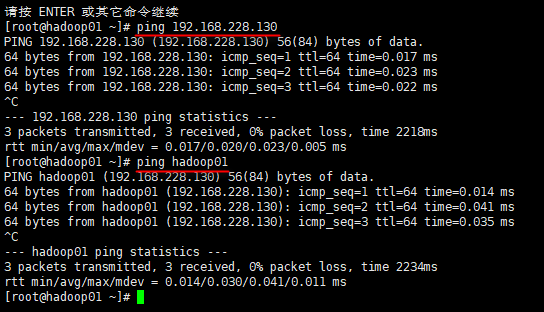 请按 ENTER 或其它命令继续
[root@hadoop01 ~]# ping 192.168.228.130
PING 192.168.228.130 (192.168.228.130) 56(84) bytes of data.
64 bytes from 192.168.228.130: icmp_seq=1 ttl=64 time=0.017 ms
64 bytes from 192.168.228.130: icmp_seq=2 ttl=64 time=0.023 ms
64 bytes from 192.168.228.130: icmp_seq=3 ttl=64 time=0.022 ms
^C
--- 192.168.228.130 ping statistics ---
3 packets transmitted, 3 received, 0% packet loss, time 2218ms
rtt min/avg/max/mdev = 0.017/0.020/0.023/0.005 ms
[root@hadoop01 ~]# ping hadoop01
PING hadoop01 (192.168.228.130) 56(84) bytes of data.
64 bytes from hadoop01 (192.168.228.130): icmp_seq=1 ttl=64 time=0.014 ms
64 bytes from hadoop01 (192.168.228.130): icmp_seq=2 ttl=64 time=0.041 ms
64 bytes from hadoop01 (192.168.228.130): icmp_seq=3 ttl=64 time=0.035 ms
^C
--- hadoop01 ping statistics ---
3 packets transmitted, 3 received, 0% packet loss, time 2234ms
rtt min/avg/max/mdev = 0.014/0.030/0.041/0.011 ms
[root@hadoop01 ~]#